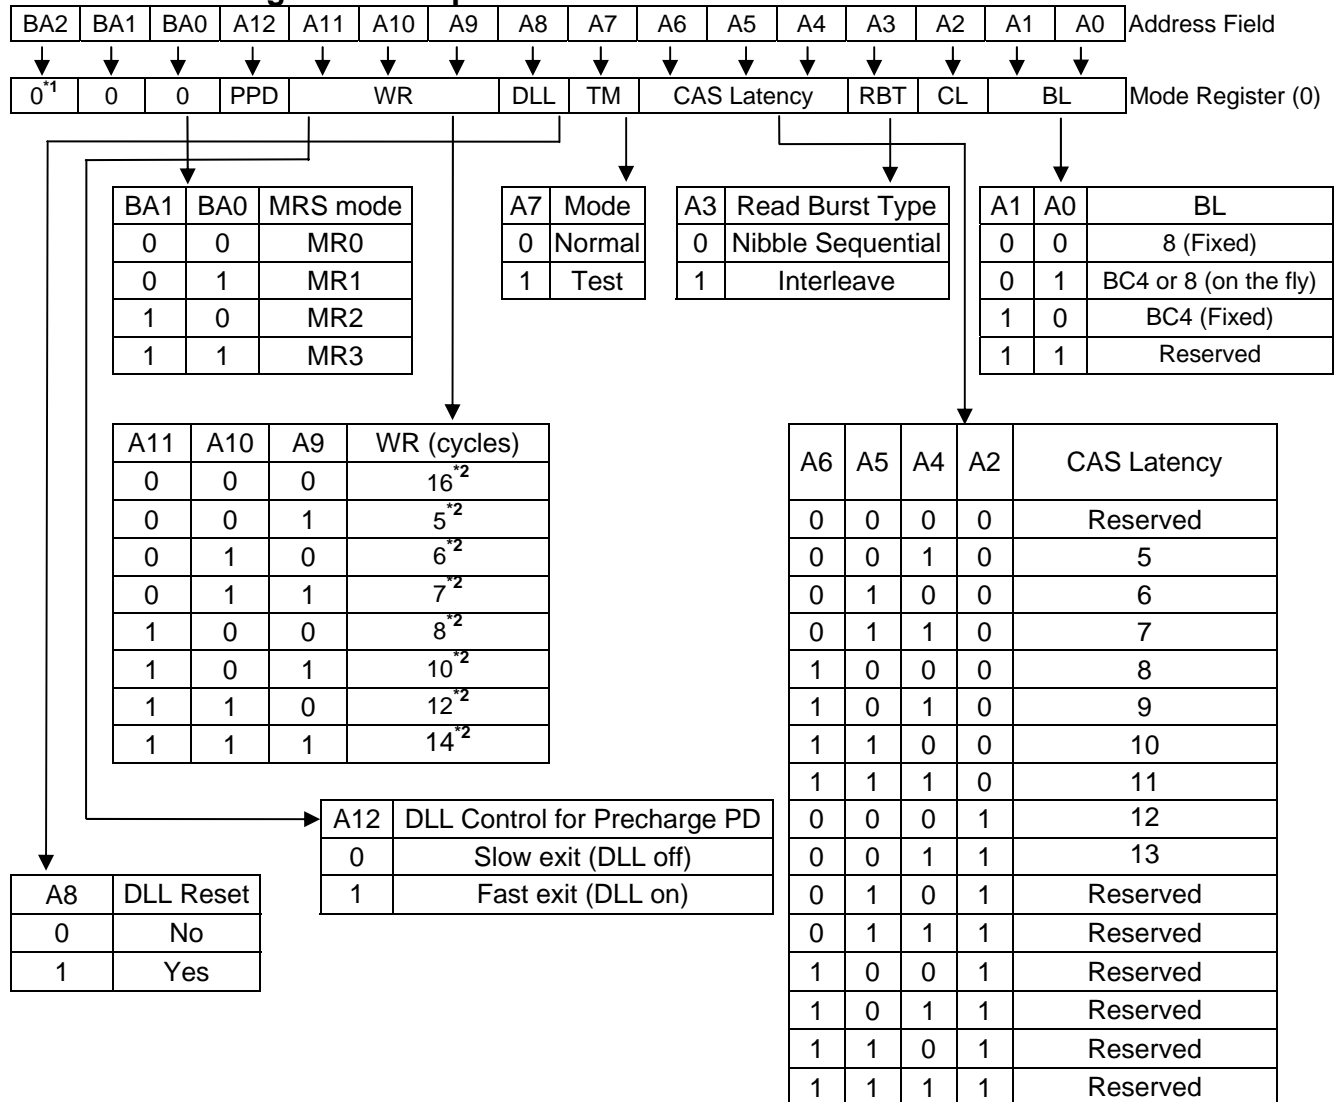 BA2 BA1 BA0 A12 A11 A10 A9 A8 A7 A6 A5 A4 A3 A2 A1 A0 Address Field
0*1 0 0 PPD WR DLL TM CAS Latency RBT CL BL Mode Register (0)
BA1 BA0 MRS mode
0 0 MR0
0 1 MR1
1 0 MR2
1 1 MR3
A7 Mode
0 Normal
1 Test
A3 Read Burst Type
0 Nibble Sequential
1 Interleave
A1 A0 BL
0 0 8 (Fixed)
0 1 BC4 or 8 (on the fly)
1 0 BC4 (Fixed)
1 1 Reserved
A11 A10 A9 WR (cycles)
0 0 0 16*2
0 0 1 5*2
0 1 0 6*2
0 1 1 7*2
1 0 0 8*2
1 0 1 10*2
1 1 0 12*2
1 1 1 14*2
A6 A5 A4 A2 CAS Latency
0 0 0 0 Reserved
0 0 1 0 5
0 1 0 0 6
0 1 1 0 7
1 0 0 0 8
1 0 1 0 9
1 1 0 0 10
1 1 1 0 11
0 0 0 1 12
0 0 1 1 13
0 1 0 1 Reserved
0 1 1 1 Reserved
1 0 0 1 Reserved
1 0 1 1 Reserved
1 1 0 1 Reserved
1 1 1 1 Reserved
A12 DLL Control for Precharge PD
0 Slow exit (DLL off)
1 Fast exit (DLL on)
A8 DLL Reset
0 No
1 Yes